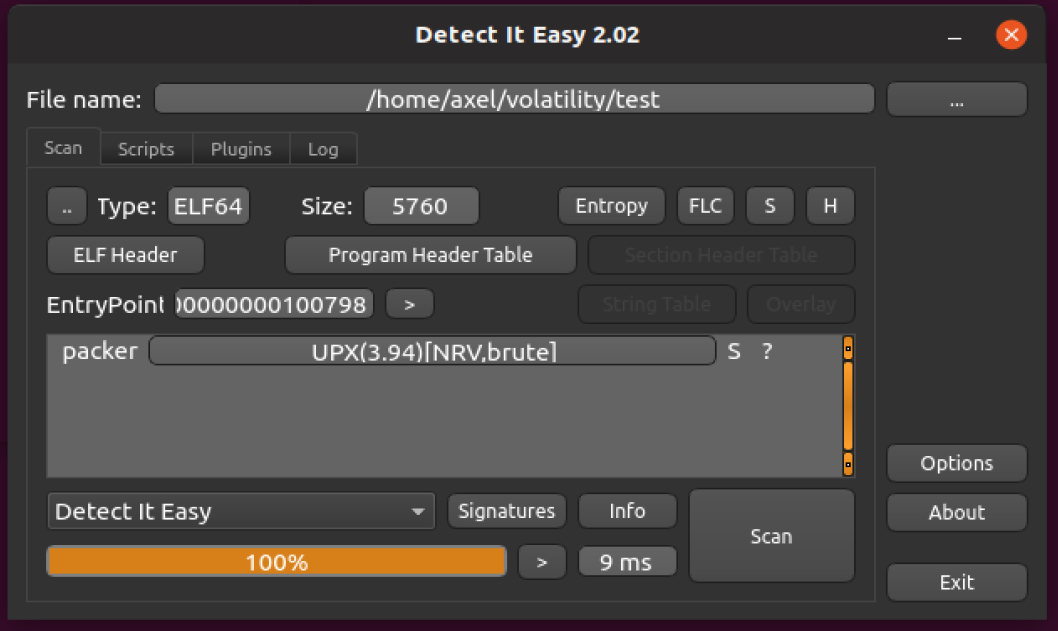 Detect It Easy 2.02
File name: /home/axel/volatility/test ...
Scan Scripts Plugins Log
.. Type: ELF64 Size: 5760 Entropy FLC S H
ELF Header Program Header Table Section Header Table
EntryPoint 00000000100798 > String Table Overlay
packer UPX(3.94)[NRV,brute] S ?
Options
Detect It Easy Signatures Info Scan About
100% > 9 ms
Exit